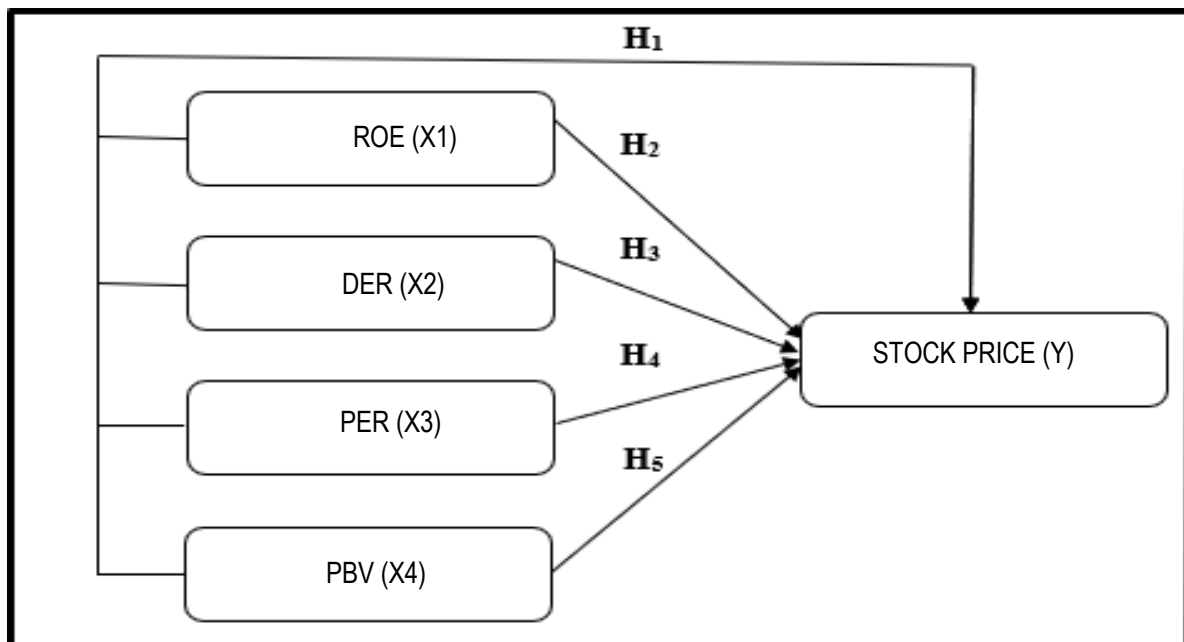 H₁
ROE (X1)
H₂
DER (X2)
H₃
STOCK PRICE (Y)
H₄
PER (X3)
H₅
PBV (X4)